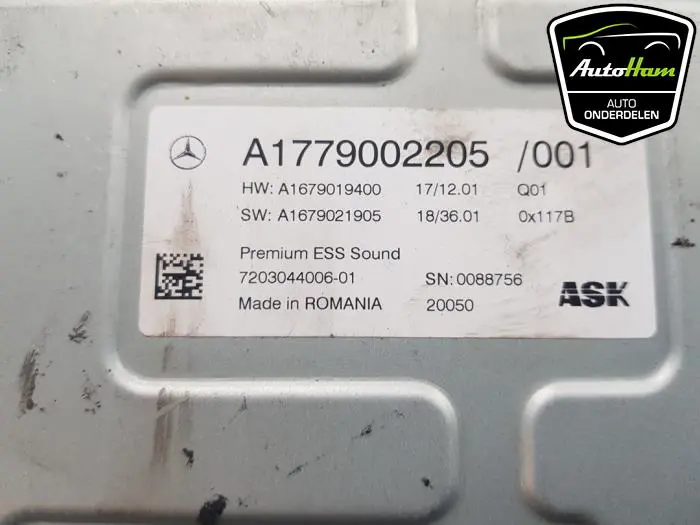 AutoHam
AUTO
ONDERDELEN
A1779002205 /001
HW: A1679019400 17/12.01 Q01
SW: A1679021905 18/36.01 0x117B
Premium ESS Sound
7203044006-01 SN:0088756
Made in ROMANIA 20050
ASK